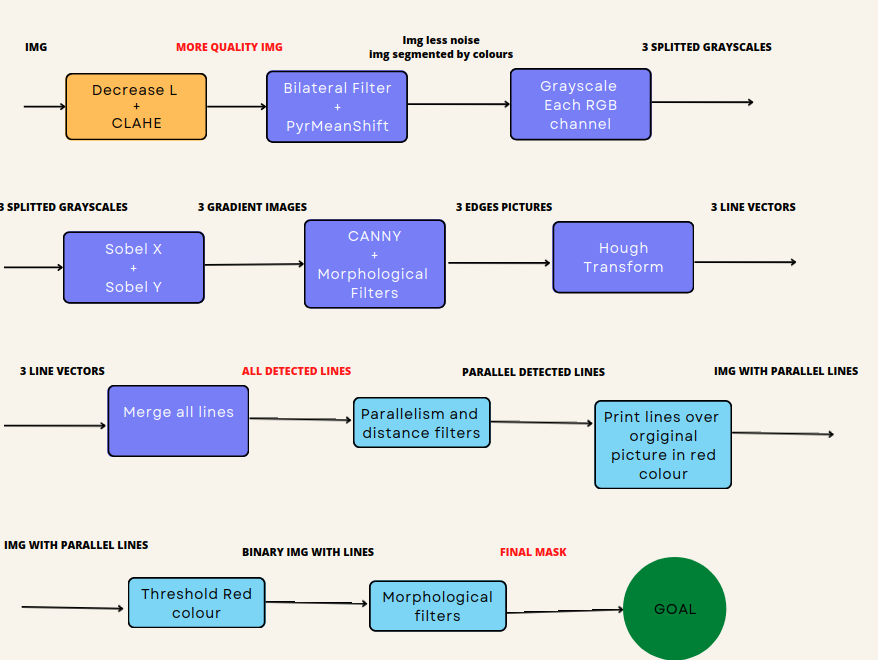 IMG
MORE QUALITY IMG
Img less noise
img segmented by colours
3 SPLITTED GRAYSCALES
Decrease L
+
CLAHE
Bilateral Filter
+
PyrMeanShift
Grayscale
Each RGB
channel
3 SPLITTED GRAYSCALES
3 GRADIENT IMAGES
3 EDGES PICTURES
3 LINE VECTORS
Sobel X
+
Sobel Y
CANNY
+
Morphological
Filters
Hough
Transform
3 LINE VECTORS
ALL DETECTED LINES
PARALLEL DETECTED LINES
IMG WITH PARALLEL LINES
Merge all lines
Parallelism and
distance filters
Print lines over
orgiginal
picture in red
colour
IMG WITH PARALLEL LINES
BINARY IMG WITH LINES
FINAL MASK
Threshold Red
colour
Morphological
filters
GOAL